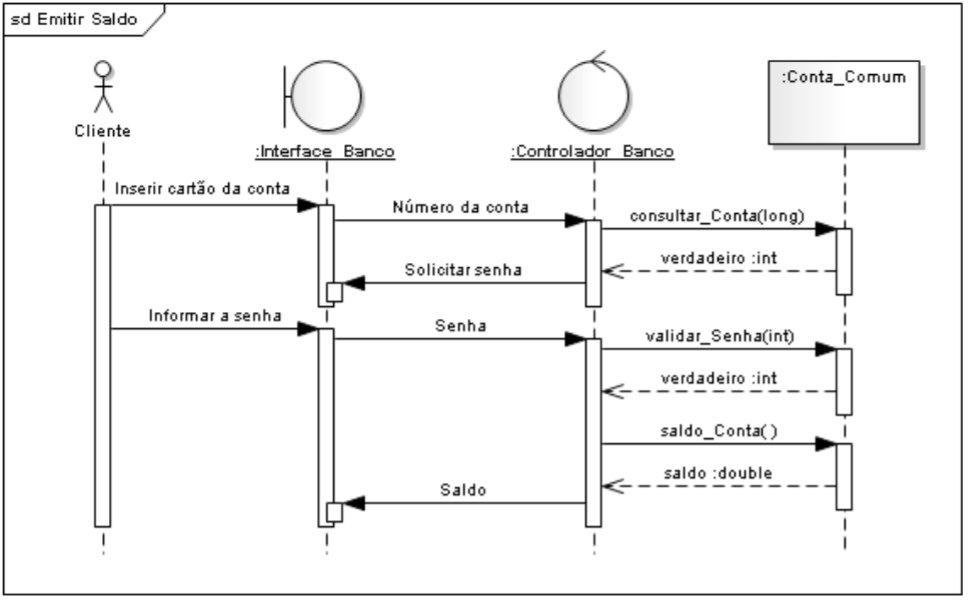 sd Emitir Saldo
Cliente
:Interface_Banco
:Controlador_Banco
:Conta_Comum
Inserir cartão da conta
Número da conta
consultar_Conta(long)
verdadeiro :int
Solicitar senha
Informar a senha
Senha
validar_Senha(int)
verdadeiro :int
saldo_Conta( )
saldo :double
Saldo